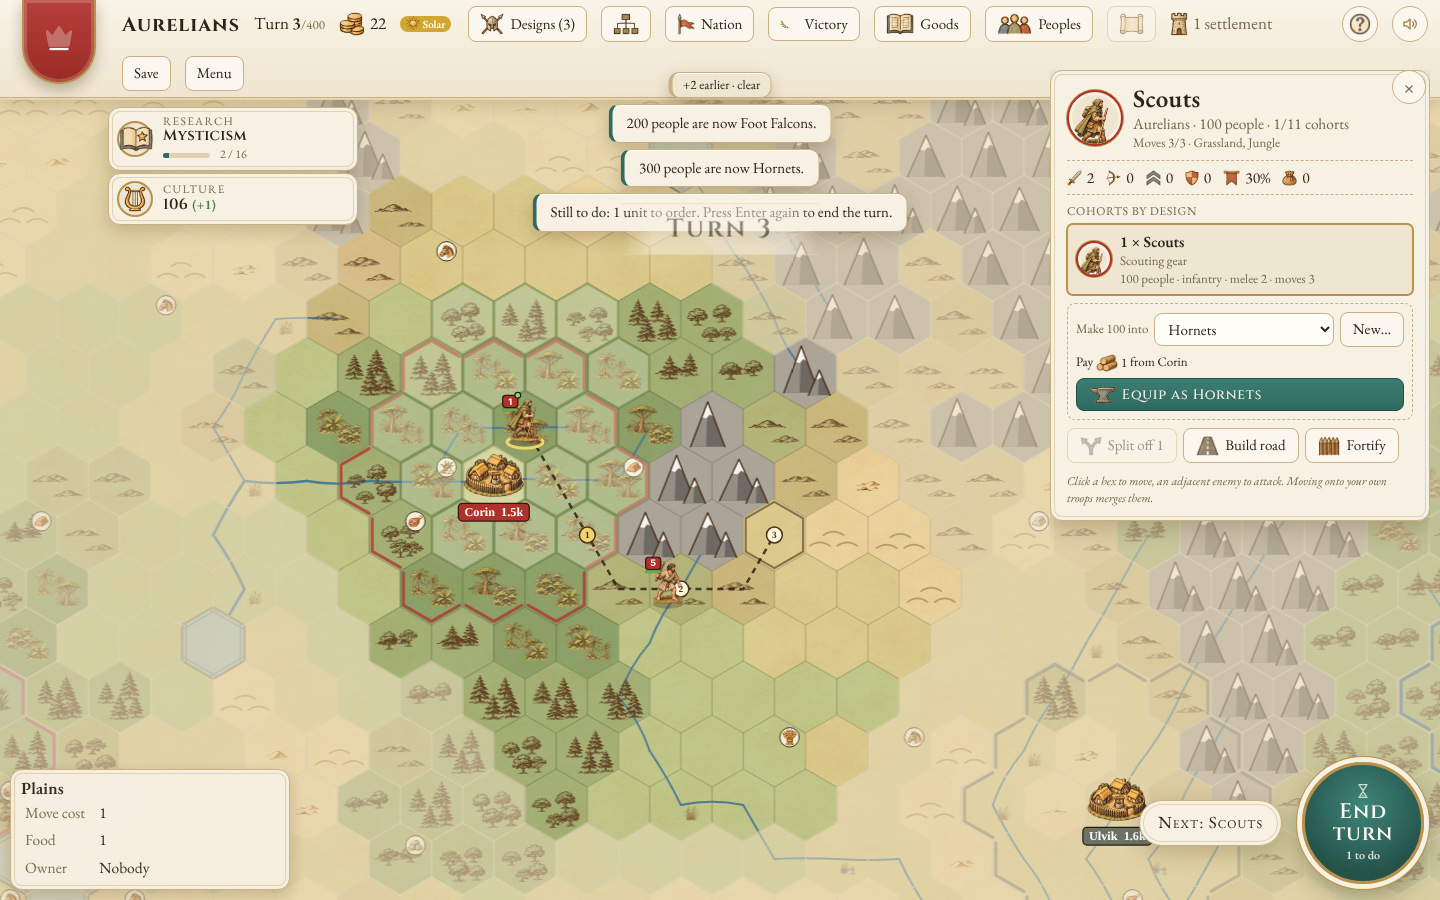 AURELIANS
Turn 3/400
22
Solar
Designs (3)
Nation
Victory
Goods
Peoples
1 settlement
Save
Menu
+2 earlier · clear
RESEARCH
MYSTICISM
2 / 16
CULTURE
106 (+1)
200 people are now Foot Falcons.
300 people are now Hornets.
Still to do: 1 unit to order. Press Enter again to end the turn.
TURN 3
Scouts
Aurelians · 100 people · 1/11 cohorts
Moves 3/3 · Grassland, Jungle
2 0 0 0 30% 0
COHORTS BY DESIGN
1 × Scouts
Scouting gear
100 people · infantry · melee 2 · moves 3
Make 100 into
Hornets
New...
Pay 1 from Corin
EQUIP AS HORNETS
Split off 1
Build road
Fortify
Click a hex to move, an adjacent enemy to attack. Moving onto your own
troops merges them.
1
Corin 1.5k
1
3
5
2
Plains
Move cost 1
Food 1
Owner Nobody
Ulvik 1.6k
NEXT: SCOUTS
END
TURN
1 to do